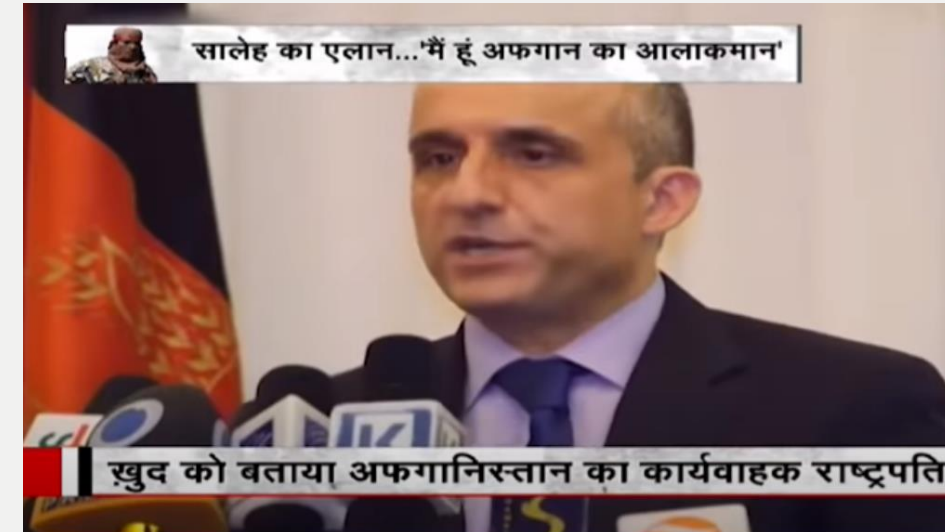 सालेह का एलान...'मैं हूं अफगान का आलाकमान'
K
ख़ुद को बताया अफगानिस्तान का कार्यवाहक राष्ट्रपति